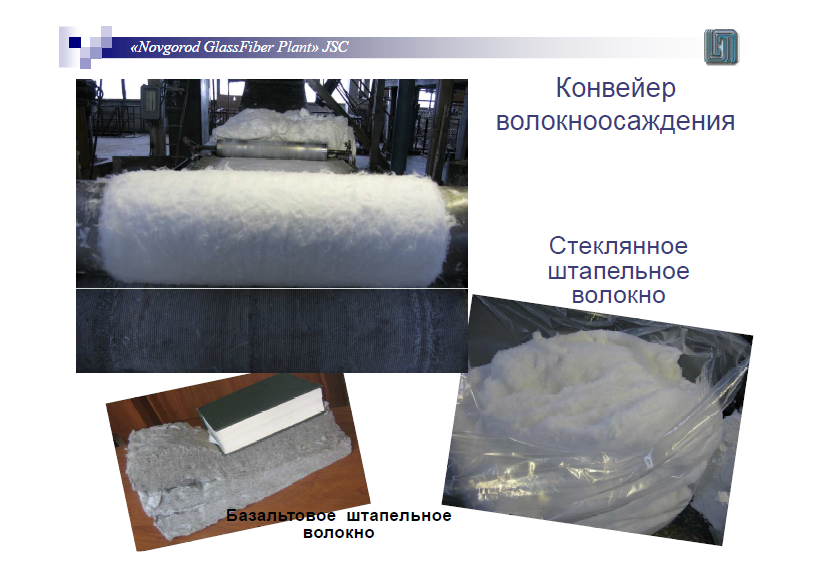 «Novgorod GlassFiber Plant» JSC
Конвейер
волокноосаждения
Стеклянное
штапельное
волокно
Базальтовое штапельное
волокно